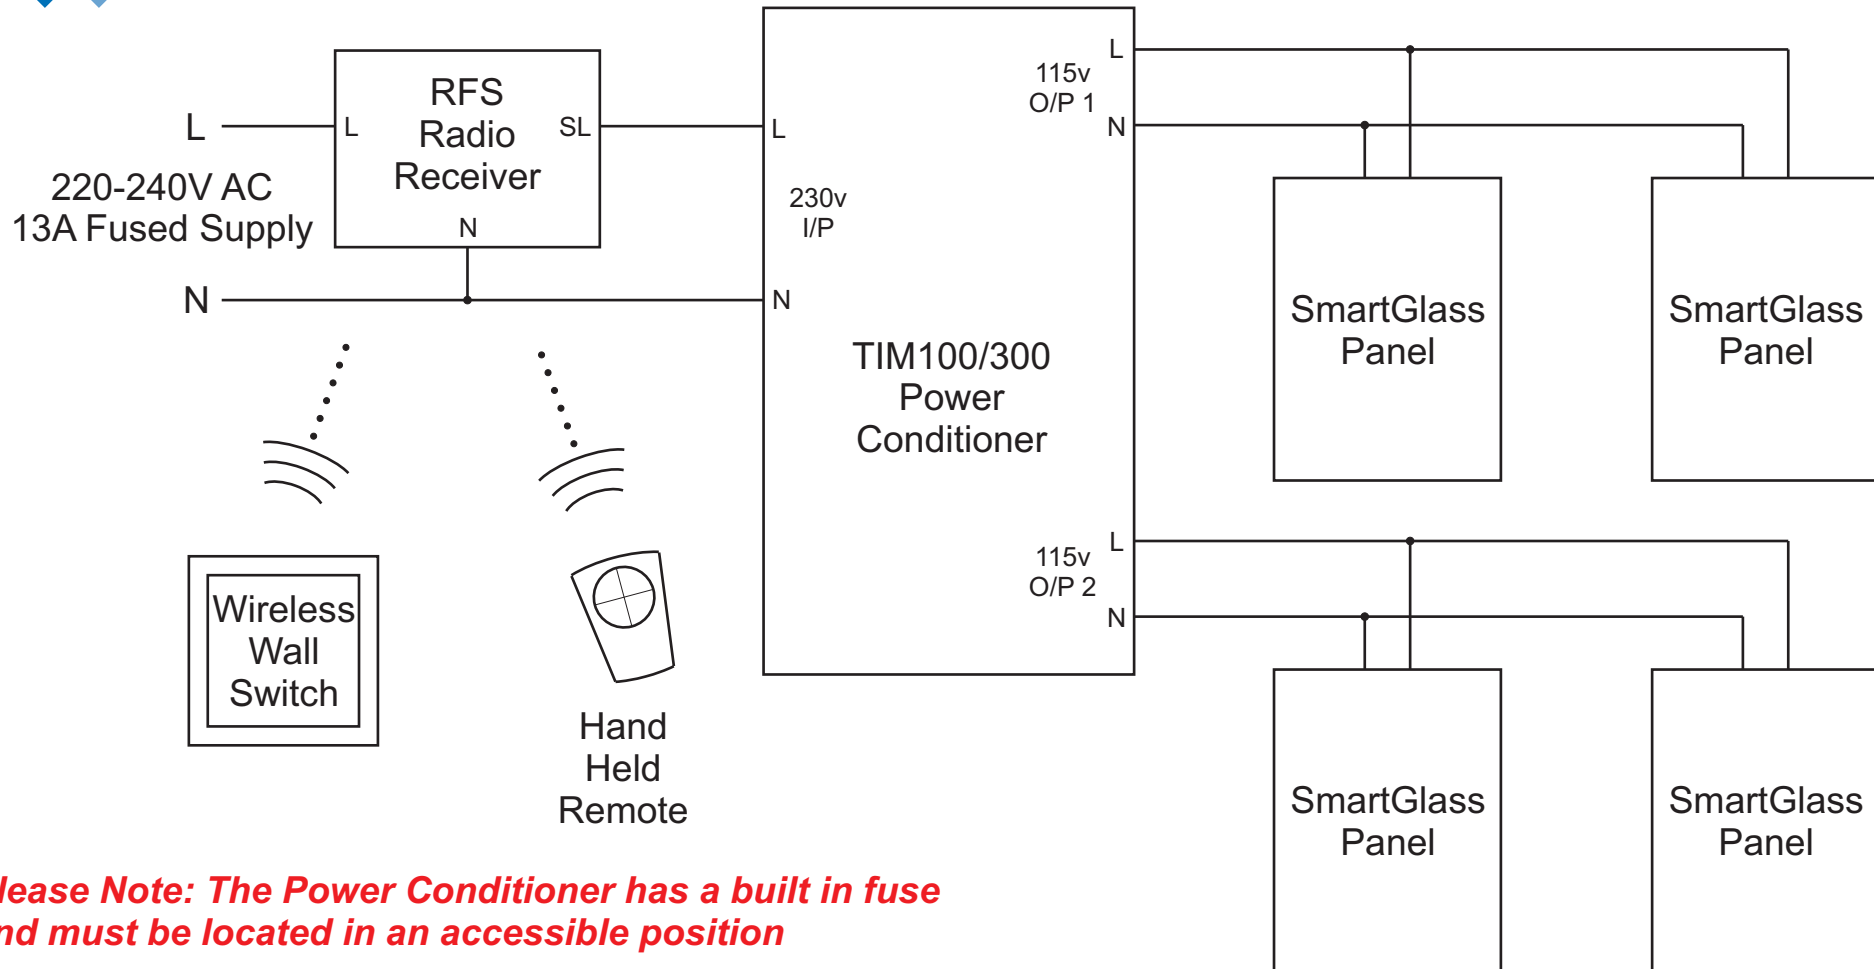 L
220-240V AC
13A Fused Supply
N
L
RFS
Radio
Receiver
SL
N
L
230v
I/P
N
TIM100/300
Power
Conditioner
115v
O/P 1
L
N
115v
O/P 2
L
N
SmartGlass
Panel
SmartGlass
Panel
SmartGlass
Panel
SmartGlass
Panel
Wireless
Wall
Switch
Hand
Held
Remote
lease Note: The Power Conditioner has a built in fuse
nd must be located in an accessible position